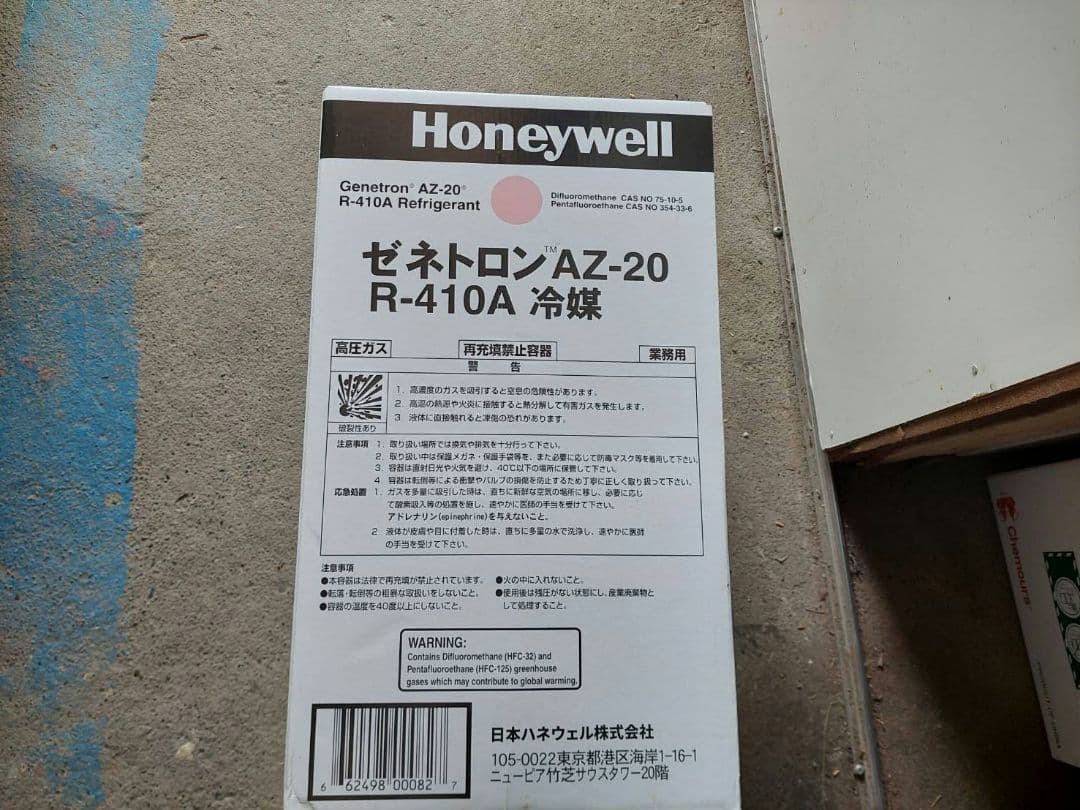 Honeywell
Genetron® AZ-20®
R-410A Refrigerant
Difluoromethane CAS NO 75-10-5
Pentafluoroethane CAS NO 354-33-6
ゼネトロン™AZ-20
R-410A 冷媒
高圧ガス 再充填禁止容器 業務用
警告
1. 高濃度のガスを吸引すると窒息の危険性があります。
2. 高温の熱源や火炎に接触すると熱分解して有害ガスを発生します。
3 液体に直接触れると凍傷の恐れがあります。
破裂性あり
注意事項 1. 取り扱い場所では換気や排気を十分行って下さい。
2. 取り扱い中は保護メガネ・保護手袋等を、また必要に応じて防毒マスク等を着用して下さい。
3. 容器は直射日光や火気を避け、40℃以下の場所に保管して下さい。
4 容器は転倒等による衝撃やバルブの損傷を防止するため丁寧に正しく取り扱って下さい。
応急処置 1. ガスを多量に吸引した時は、直ちに新鮮な空気の場所に移し、必要に応じ
て酸素吸入等の処置を施し、速やかに医師の手当を受けて下さい。
アドレナリン(epinephrine)を与えないこと。
2 液体が皮膚や目に付着した時は、直ちに多量の水で洗浄し、速やかに医師
の手当を受けて下さい。
注意事項
●本容器は法律で再充填が禁止されています。 ●火の中に入れないこと。
●転落・転倒等の粗暴な取扱いをしないこと。 ●使用後は残圧がない状態にし、産業廃棄物と
●容器の温度を40度以上にしないこと。 して処理すること。
WARNING:
Contains Difluoromethane (HFC-32) and
Pentafluoroethane (HFC-125) greenhouse
gases which may contribute to global warming.
6 62498 00082 7
日本ハネウェル株式会社
105-0022東京都港区海岸1-16-1
ニューピア竹芝サウスタワー20階
Chemours